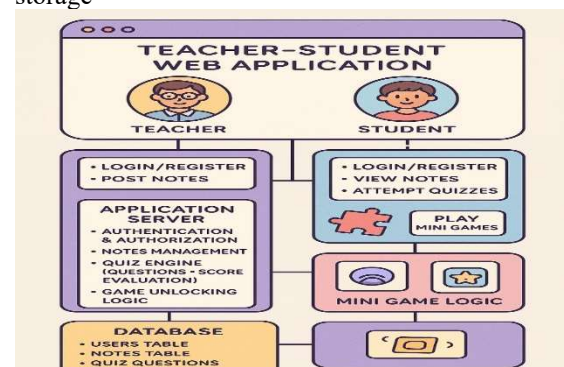 storage
TEACHER–STUDENT
WEB APPLICATION
TEACHER
STUDENT
• LOGIN/REGISTER
• POST NOTES
APPLICATION
SERVER
• AUTHENTICATION
& AUTHORIZATION
• NOTES MANAGEMENT
• QUIZ ENGINE
(QUESTIONS • SCORE
EVALUATION)
• GAME UNLOCKING
LOGIC
• LOGIN/REGISTER
• VIEW NOTES
• ATTEMPT QUIZZES
PLAY
MINI GAMES
MINI GAME LOGIC
DATABASE
• USERS TABLE
• NOTES TABLE
• QUIZ QUESTIONS